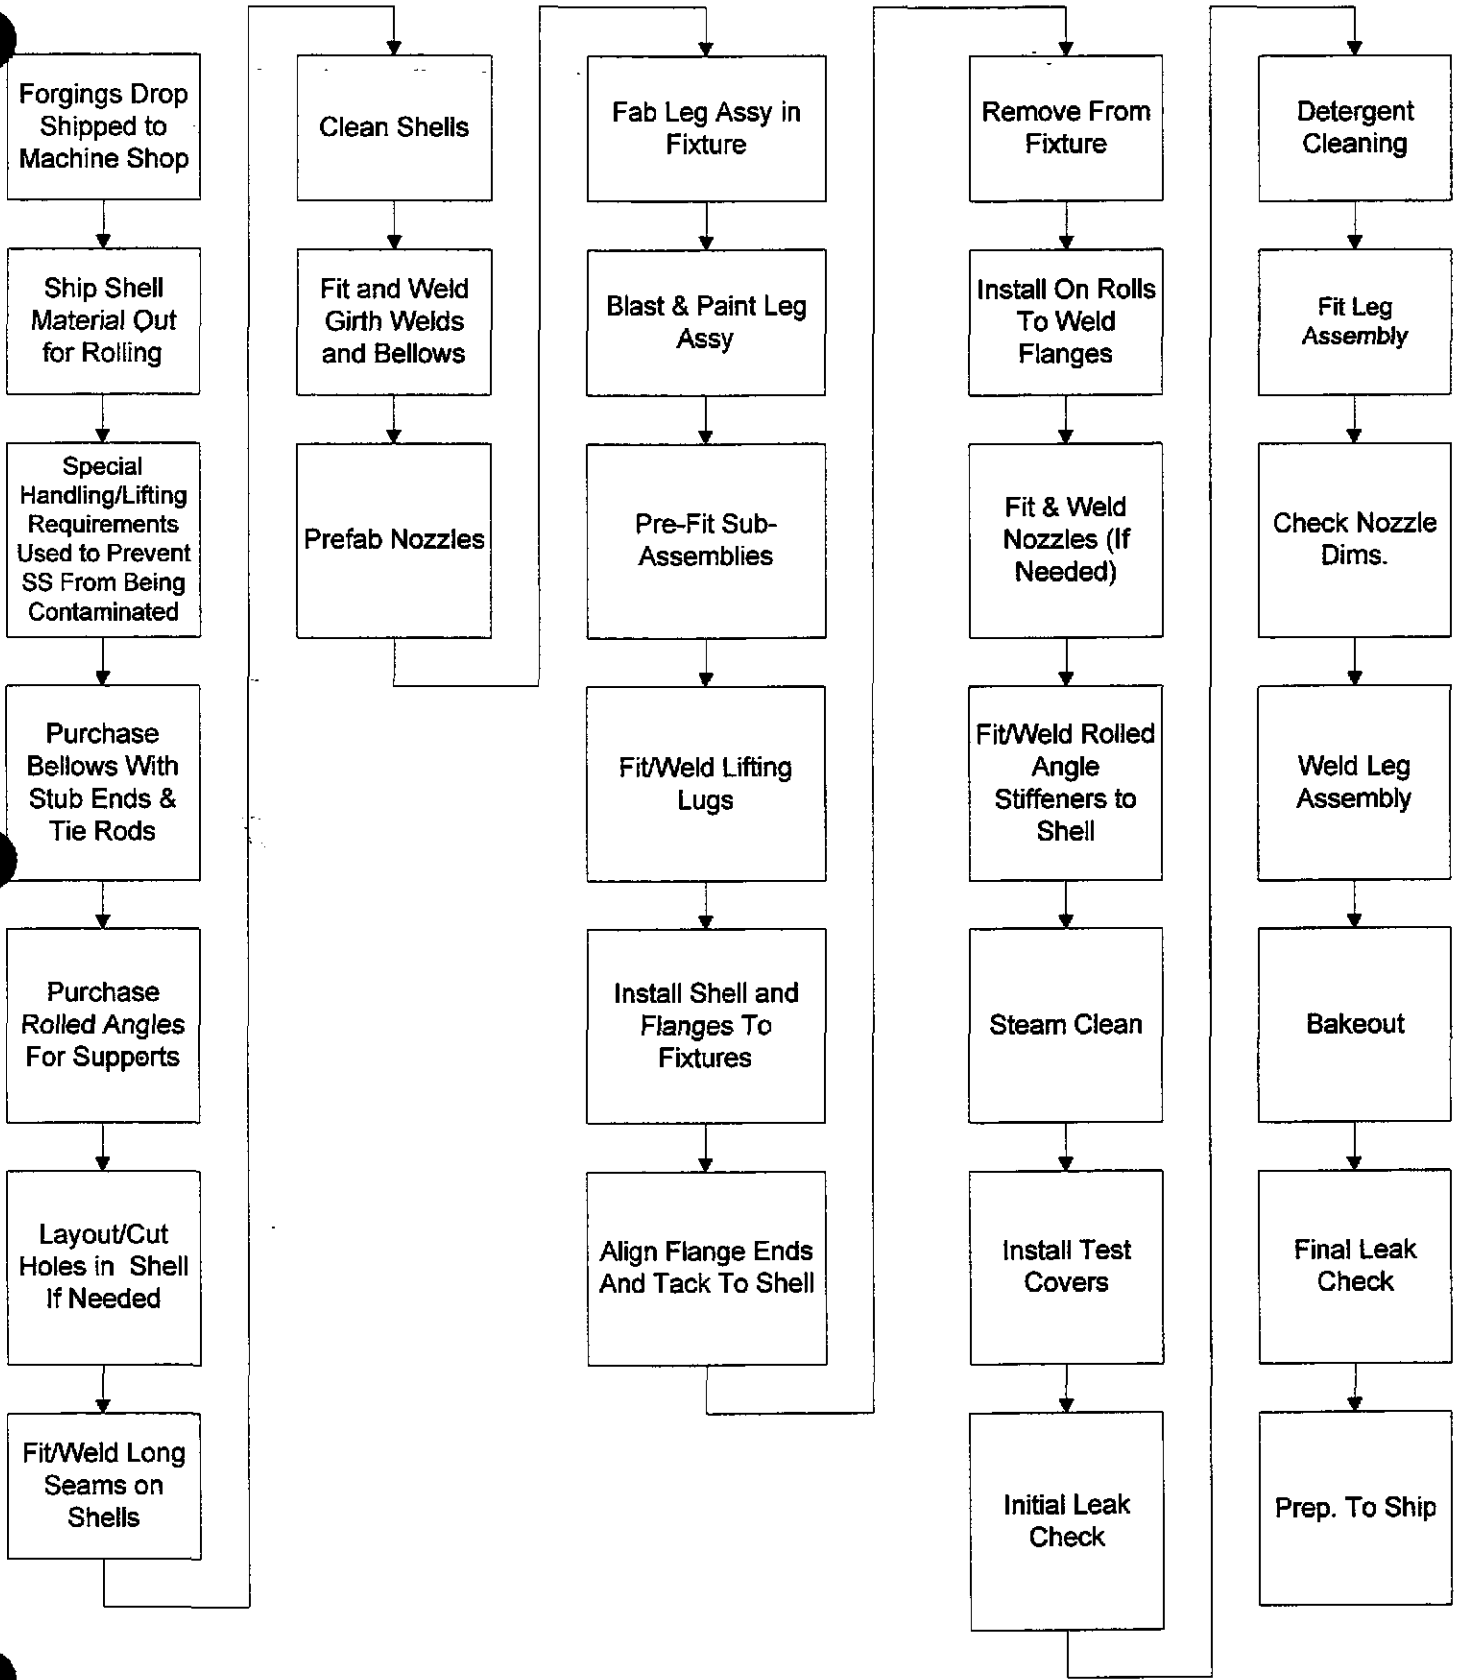 Forgings Drop
Shipped to
Machine Shop
Ship Shell
Material Out
for Rolling
Special
Handling/Lifting
Requirements
Used to Prevent
SS From Being
Contaminated
Purchase
Bellows With
Stub Ends &
Tie Rods
Purchase
Rolled Angles
For Supports
Layout/Cut
Holes in Shell
If Needed
Fit/Weld Long
Seams on
Shells
Clean Shells
Fit and Weld
Girth Welds
and Bellows
Prefab Nozzles
Fab Leg Assy in
Fixture
Blast & Paint Leg
Assy
Pre-Fit Sub-
Assemblies
Fit/Weld Lifting
Lugs
Install Shell and
Flanges To
Fixtures
Align Flange Ends
And Tack To Shell
Remove From
Fixture
Install On Rolls
To Weld
Flanges
Fit & Weld
Nozzles (If
Needed)
Fit/Weld Rolled
Angle
Stiffeners to
Shell
Steam Clean
Install Test
Covers
Initial Leak
Check
Detergent
Cleaning
Fit Leg
Assembly
Check Nozzle
Dims.
Weld Leg
Assembly
Bakeout
Final Leak
Check
Prep. To Ship